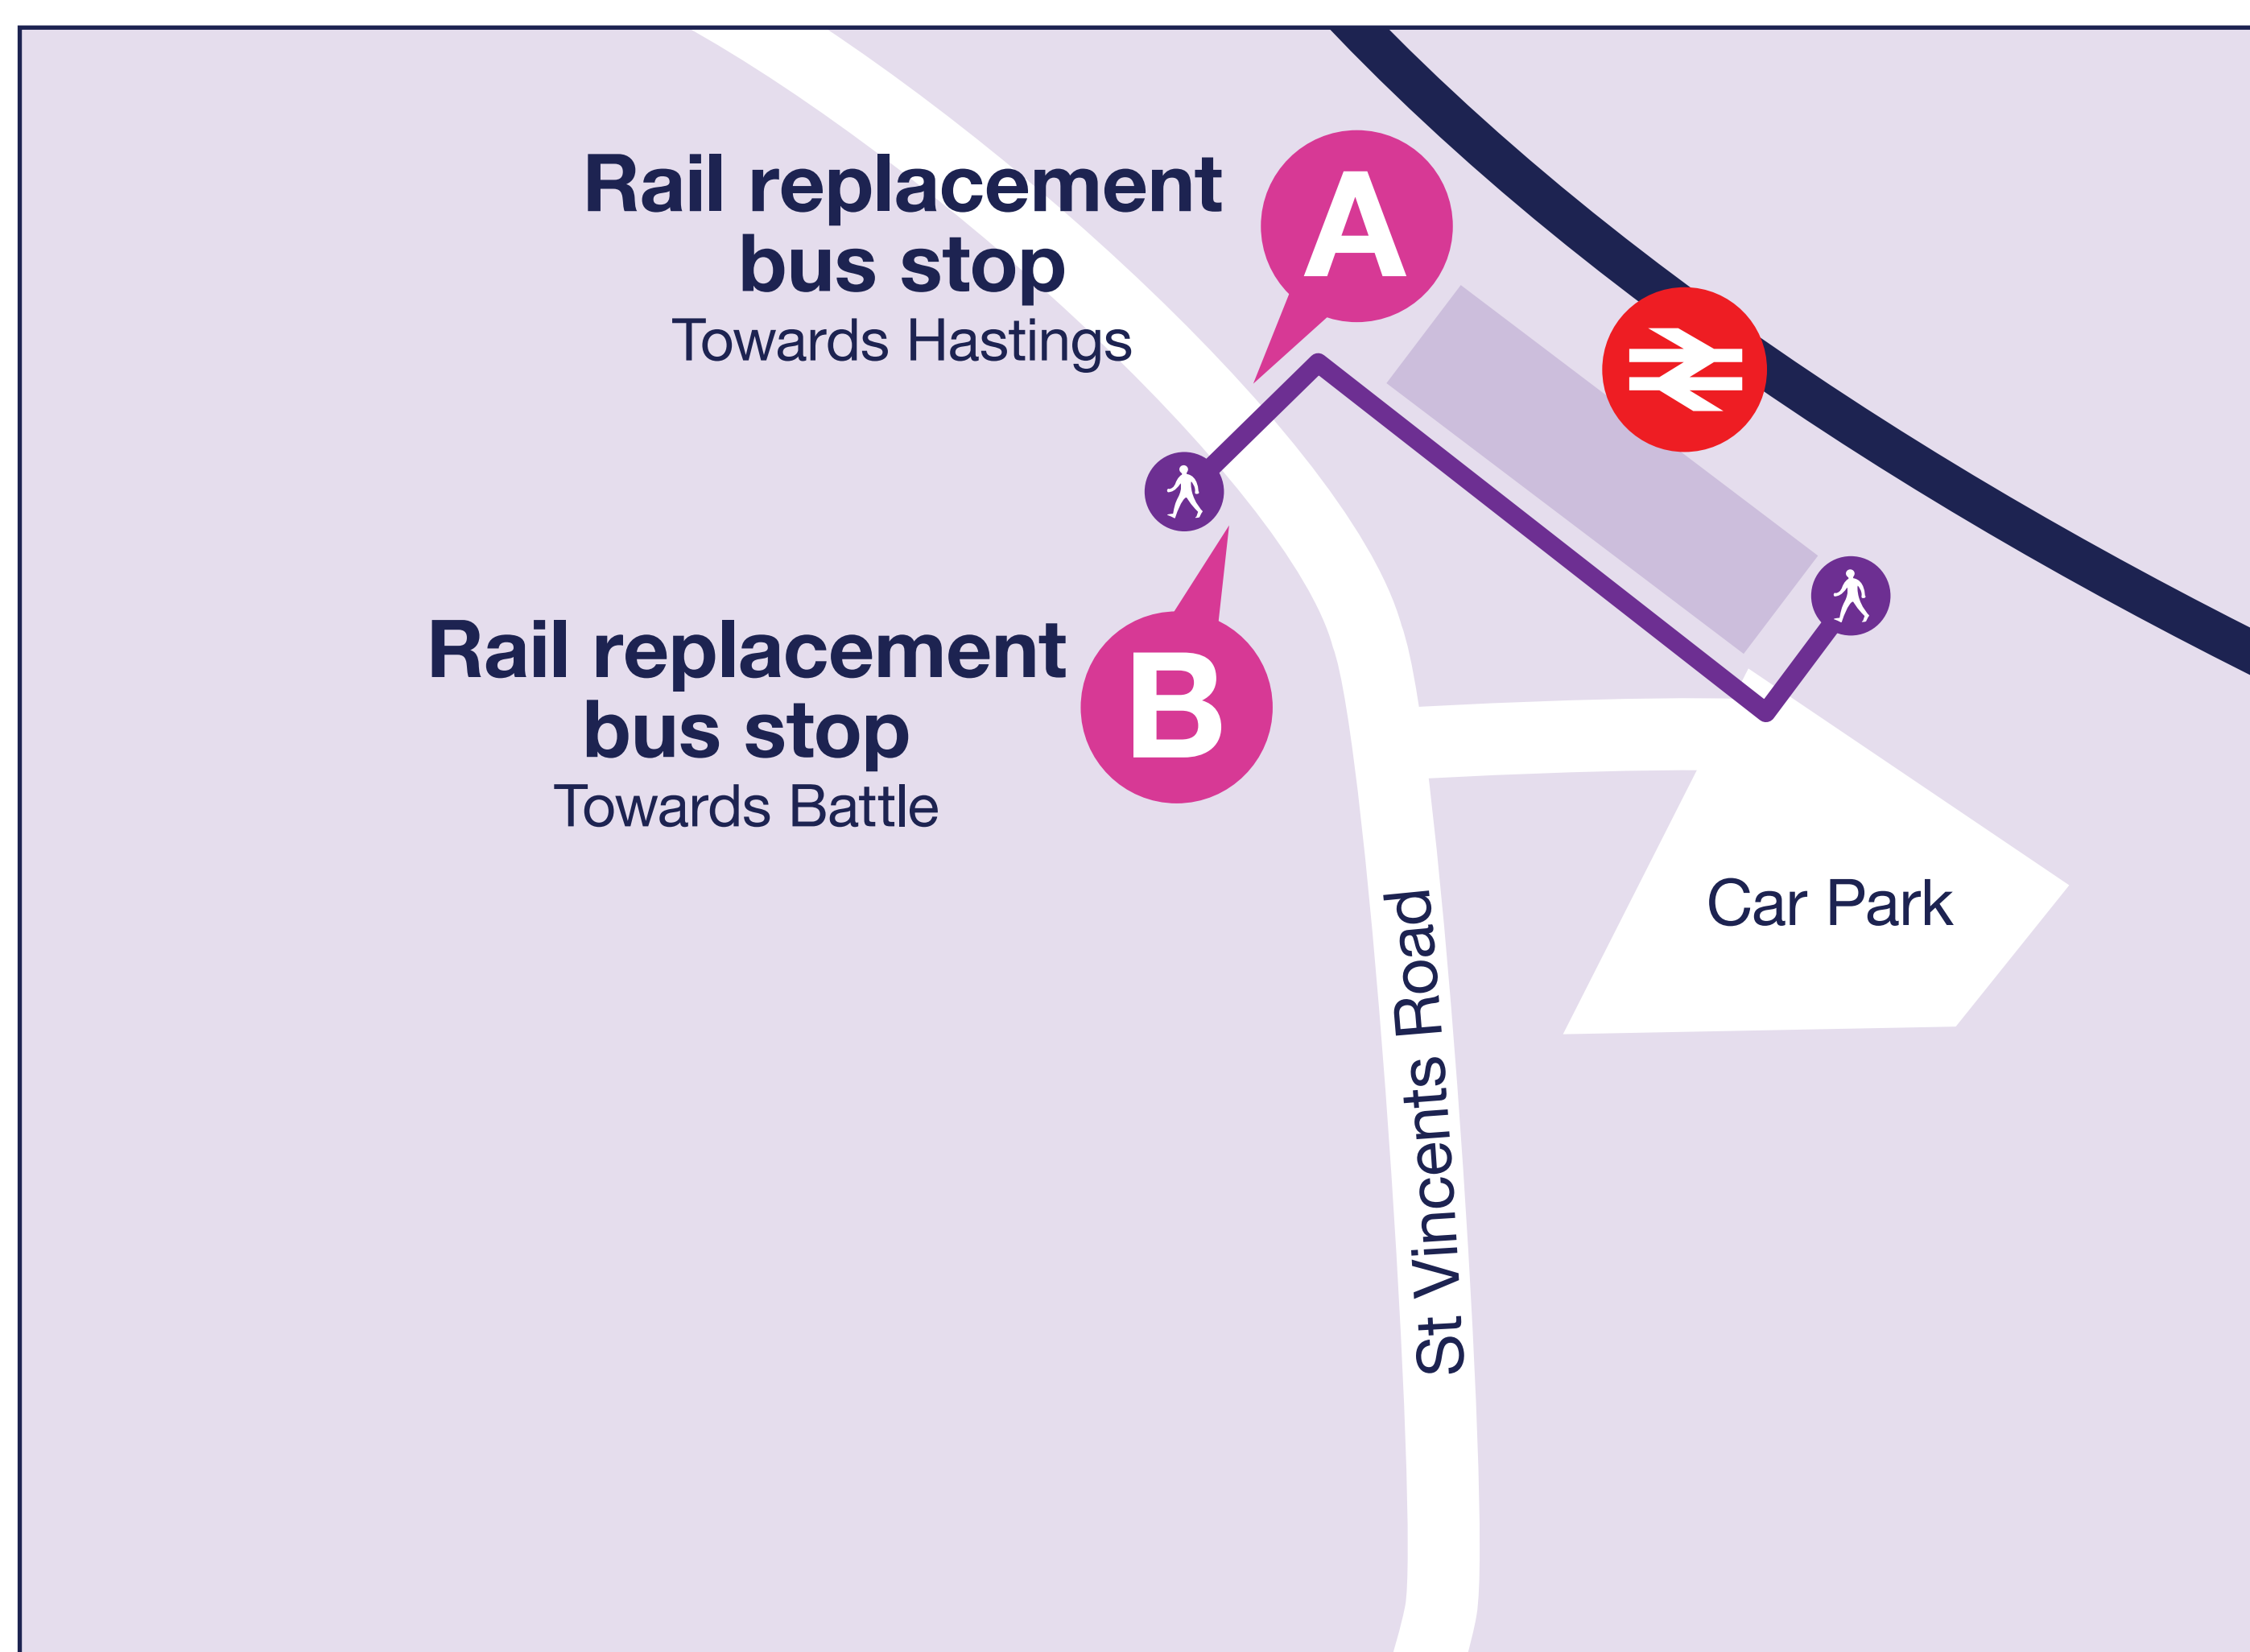 Rail replacement
bus stop
Towards Hastings
A
Rail replacement
bus stop
Towards Battle
B
Car Park
St Vincents Road